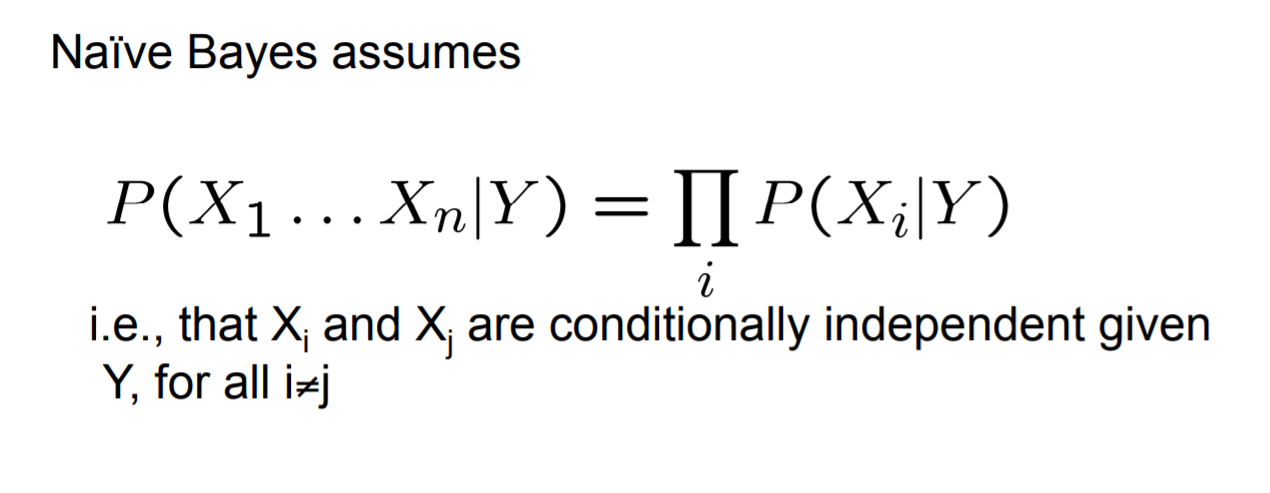 Naïve Bayes assumes
P(X₁ . . . Xₙ|Y) = ∏ᵢ P(Xᵢ|Y)
i.e., that Xᵢ and Xⱼ are conditionally independent given
Y, for all i≠j